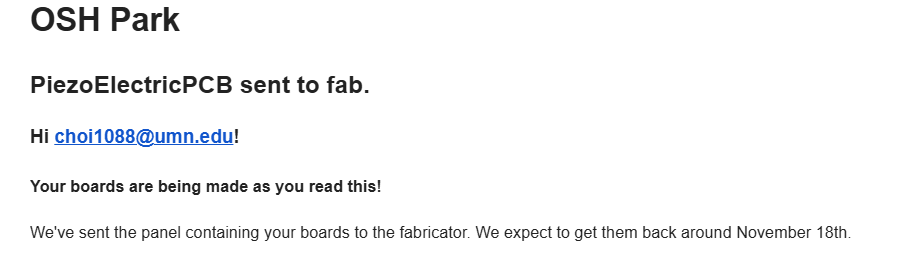 OSH Park
PiezoElectricPCB sent to fab.
Hi choi1088@umn.edu!
Your boards are being made as you read this!
We've sent the panel containing your boards to the fabricator. We expect to get them back around November 18th.